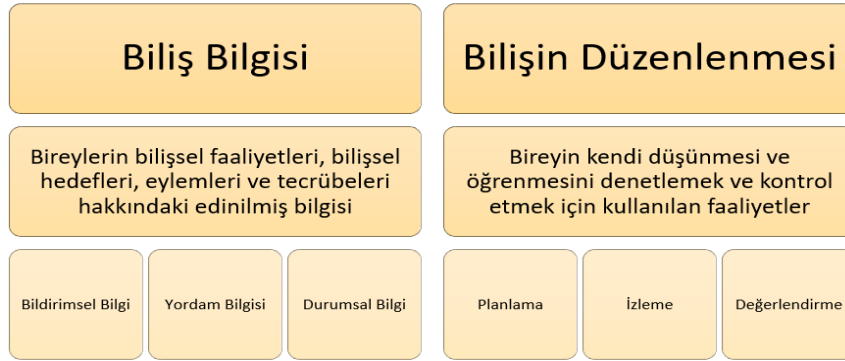 Biliş Bilgisi
Bilişin Düzenlenmesi
Bireylerin bilişsel faaliyetleri, bilişsel
hedefleri, eylemleri ve tecrübeleri
hakkındaki edinilmiş bilgisi
Bireyin kendi düşünmesi ve
öğrenmesini denetlemek ve kontrol
etmek için kullanılan faaliyetler
Bildirimsel Bilgi
Yordam Bilgisi
Durumsal Bilgi
Planlama
İzleme
Değerlendirme